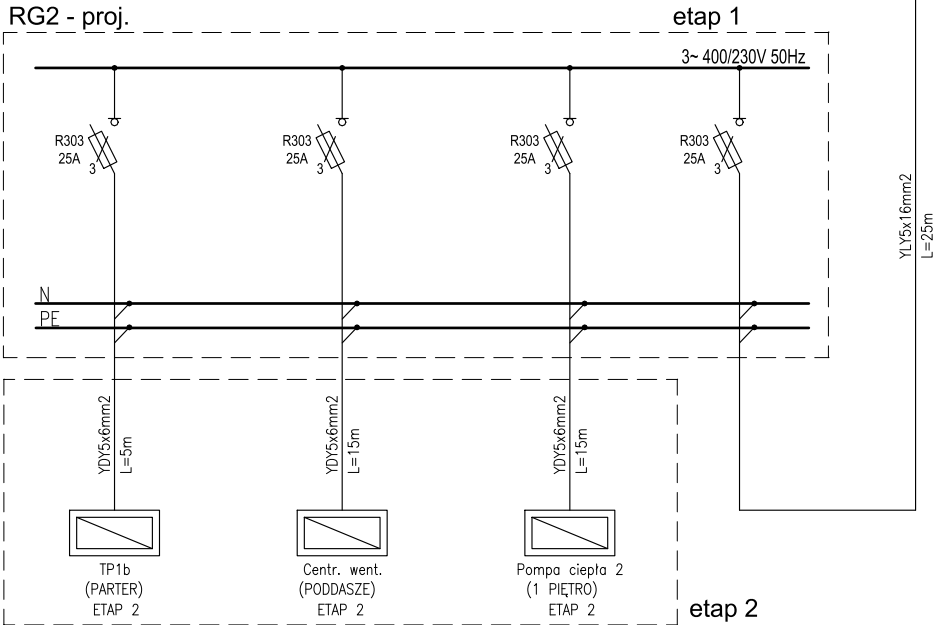 RG2 - proj.
etap 1
3~ 400/230V 50Hz
R303
25A
3
R303
25A
3
R303
25A
3
R303
25A
3
YLY5x16mm2
L=25m
N
PE
YDY5x6mm2
L=5m
YDY5x6mm2
L=15m
YDY5x6mm2
L=15m
TP1b
(PARTER)
ETAP 2
Centr. went.
(PODDASZE)
ETAP 2
Pompa ciepła 2
(1 PIĘTRO)
ETAP 2
etap 2